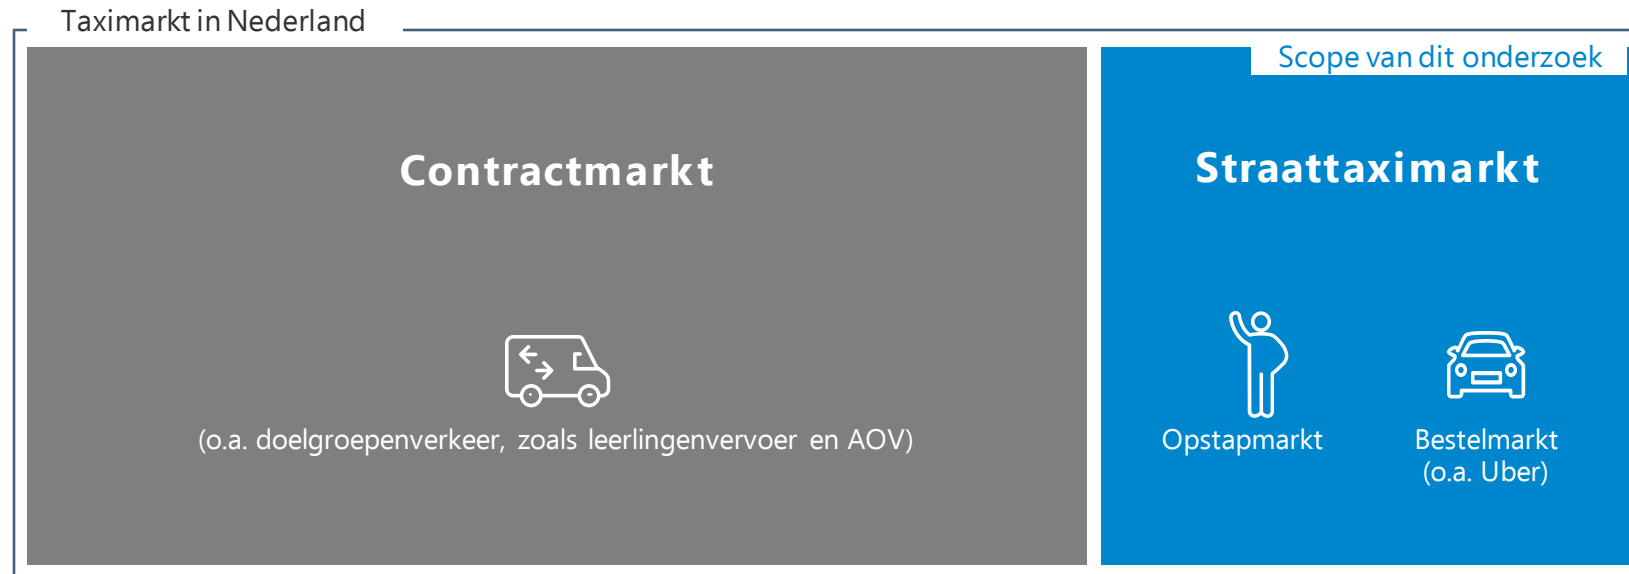 Taximarkt in Nederland
Scope van dit onderzoek
Contractmarkt
(o.a. doelgroepenverkeer, zoals leerlingenvervoer en AOV)
Straattaximarkt
Opstapmarkt
Bestelmarkt
(o.a. Uber)